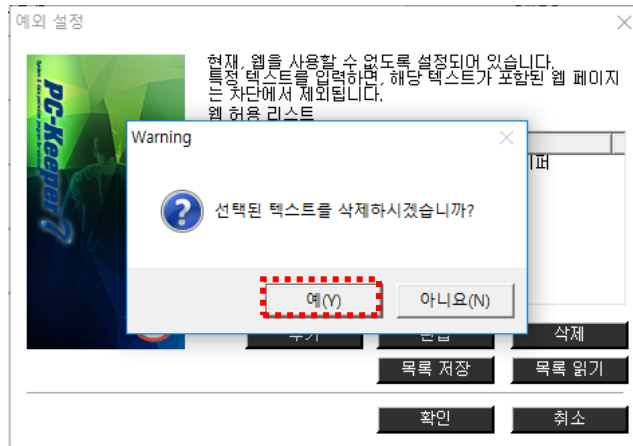 예외 설정
현재, 웹을 사용할 수 없도록 설정되어 있습니다.
특정 텍스트를 입력하면, 해당 텍스트가 포함된 웹 페이지
는 차단에서 제외됩니다.
웹 허용 리스트
PC-Keeper 7
Warning
선택된 텍스트를 삭제하시겠습니까?
예(Y) 아니요(N)
삭제
목록 저장 목록 읽기
확인 취소